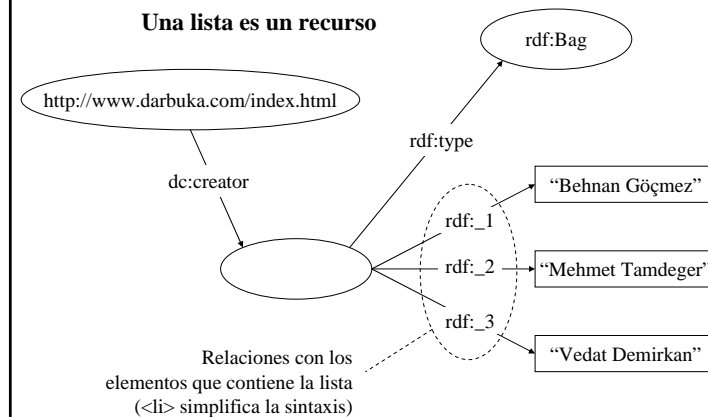 Una lista es un recurso
rdf:Bag
http://www.darbuka.com/index.html
rdf:type
dc:creator
“Behnan Göçmez”
rdf:_1
rdf:_2
“Mehmet Tamdeger”
rdf:_3
“Vedat Demirkan”
Relaciones con los
elementos que contiene la lista
(<li> simplifica la sintaxis)